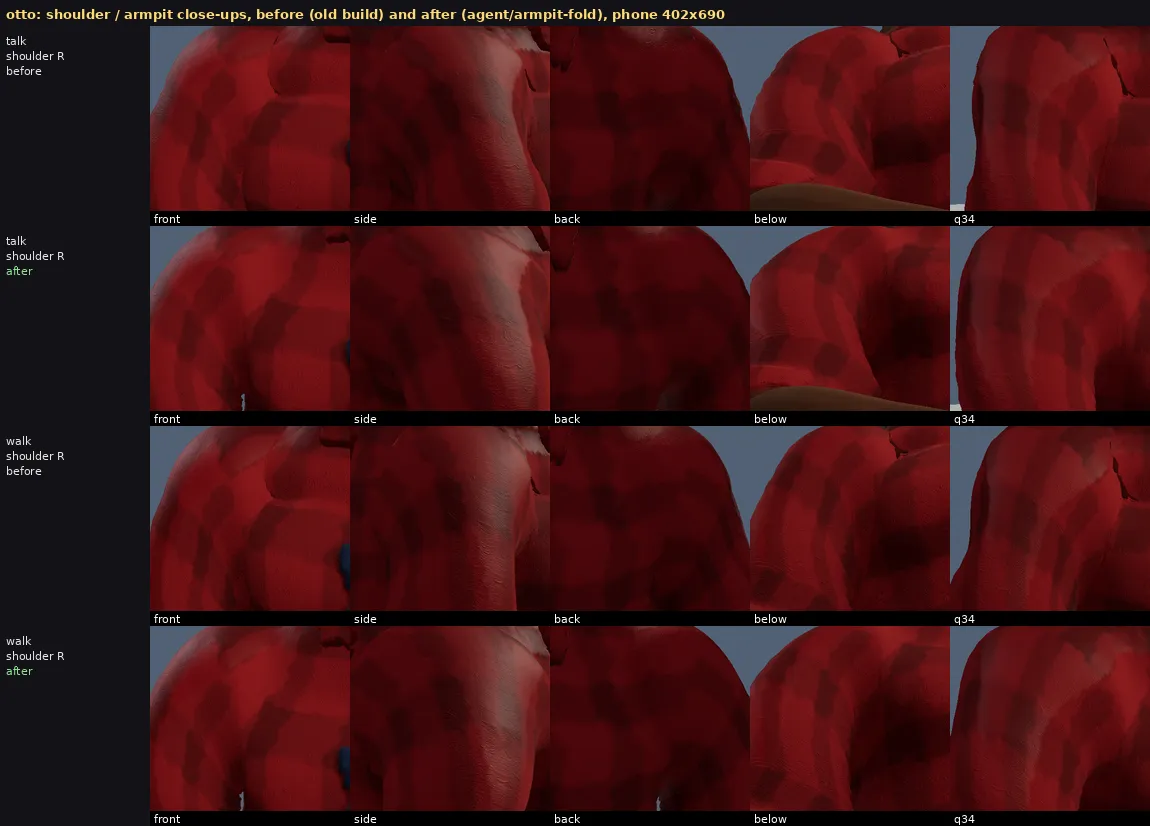 otto: shoulder / armpit close-ups, before (old build) and after (agent/armpit-fold), phone 402x690
talk
shoulder R
before
front
side
back
below
q34
talk
shoulder R
after
front
side
back
below
q34
walk
shoulder R
before
front
side
back
below
q34
walk
shoulder R
after
front
side
back
below
q34